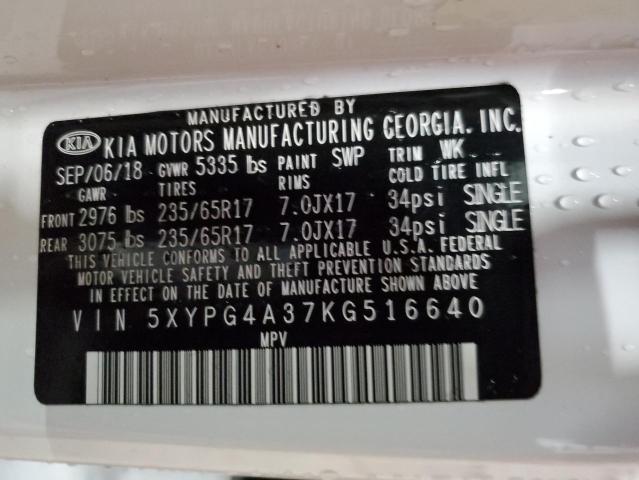 MANUFACTURED BY
KIA KIA MOTORS MANUFACTURING GEORGIA, INC.
SEP/06/18 GVWR 5335 lbs PAINT SWP TRIM WK
GAWR TIRES RIMS COLD TIRE INFL
FRONT 2976 lbs 235/65R17 7.0JX17 34psi SINGLE
REAR 3075 lbs 235/65R17 7.0JX17 34psi SINGLE
THIS VEHICLE CONFORMS TO ALL APPLICABLE U.S.A. FEDERAL
MOTOR VEHICLE SAFETY AND THEFT PREVENTION STANDARDS
IN EFFECT ON THE DATE OF MANUFACTURE SHOWN ABOVE
VIN 5XYPG4A37KG516640
MPV